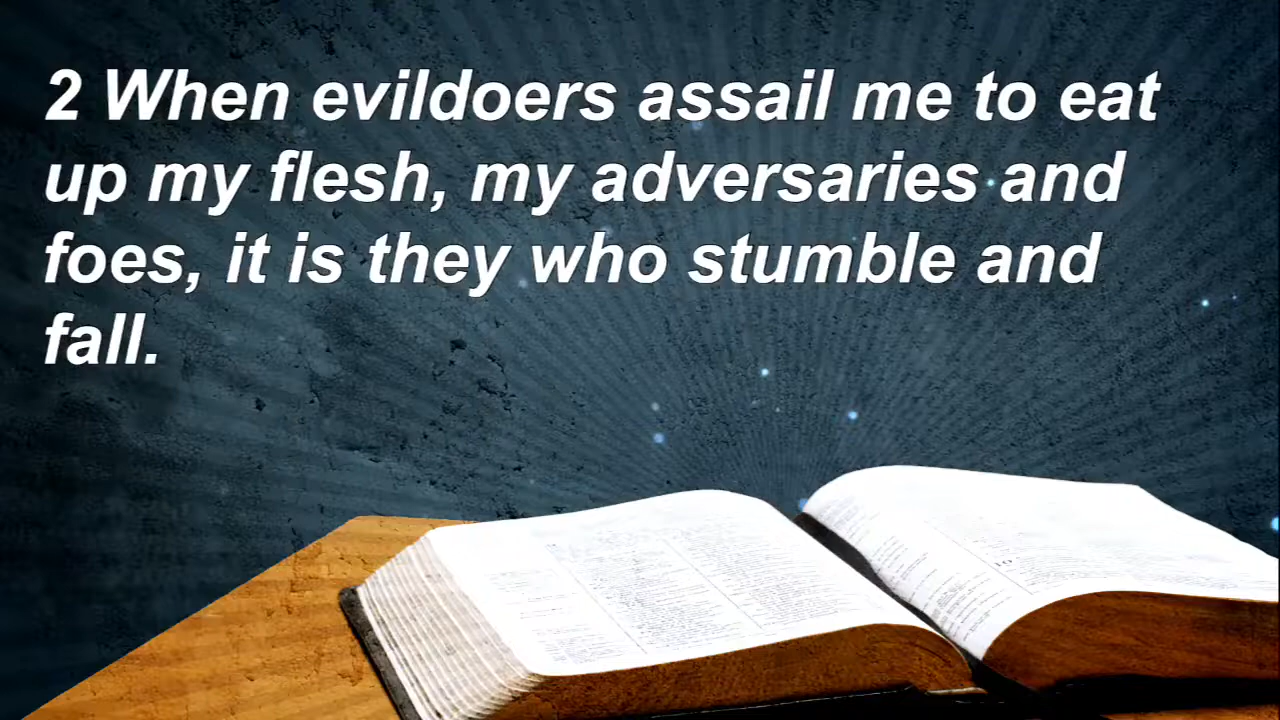 2 When evildoers assail me to eat
up my flesh, my adversaries and
foes, it is they who stumble and
fall.